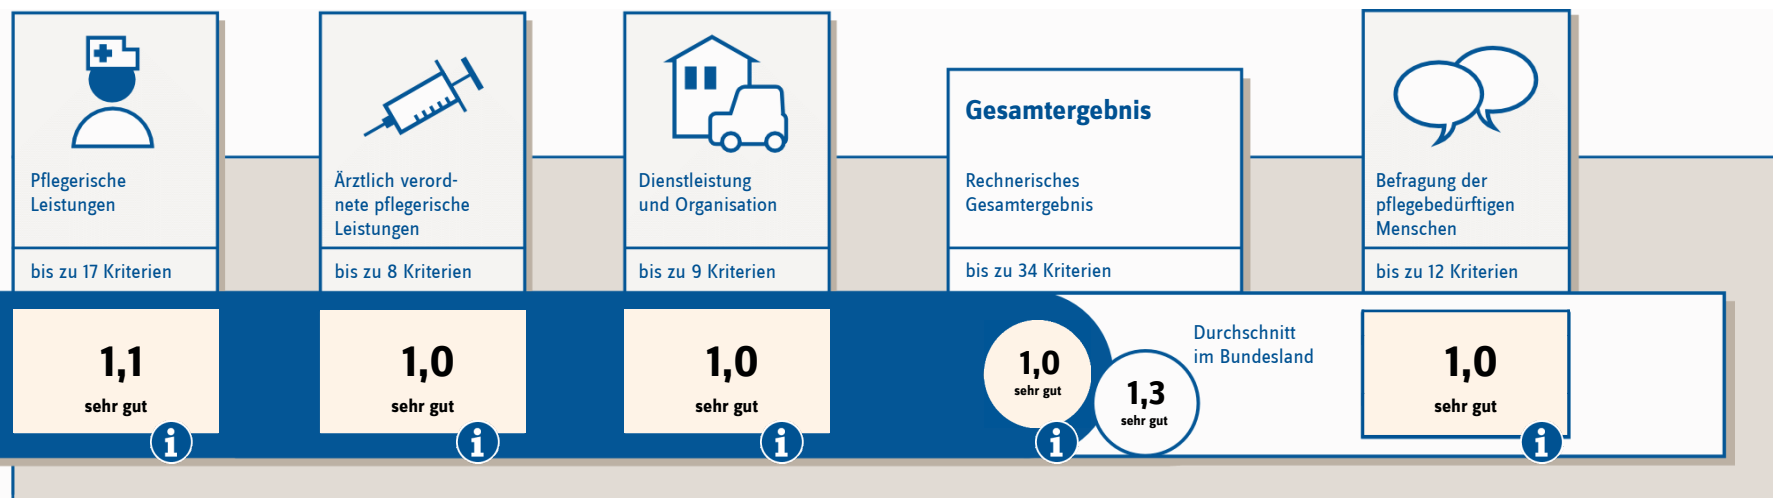 Pflegerische
Leistungen
bis zu 17 Kriterien
1,1
sehr gut
i
Ärztlich verord-
nete pflegerische
Leistungen
bis zu 8 Kriterien
1,0
sehr gut
i
Dienstleistung
und Organisation
bis zu 9 Kriterien
1,0
sehr gut
i
Gesamtergebnis
Rechnerisches
Gesamtergebnis
bis zu 34 Kriterien
1,0
sehr gut
i
1,3
sehr gut
Durchschnitt
im Bundesland
Befragung der
pflegebedürftigen
Menschen
bis zu 12 Kriterien
1,0
sehr gut
i